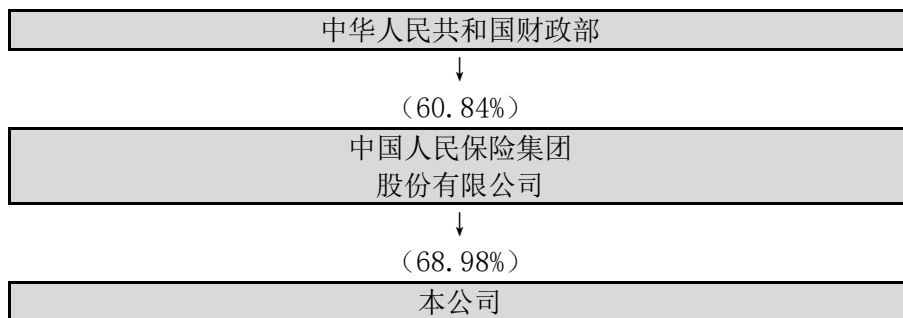 中华人民共和国财政部
↓
（60.84%）
中国人民保险集团
股份有限公司
↓
（68.98%）
本公司